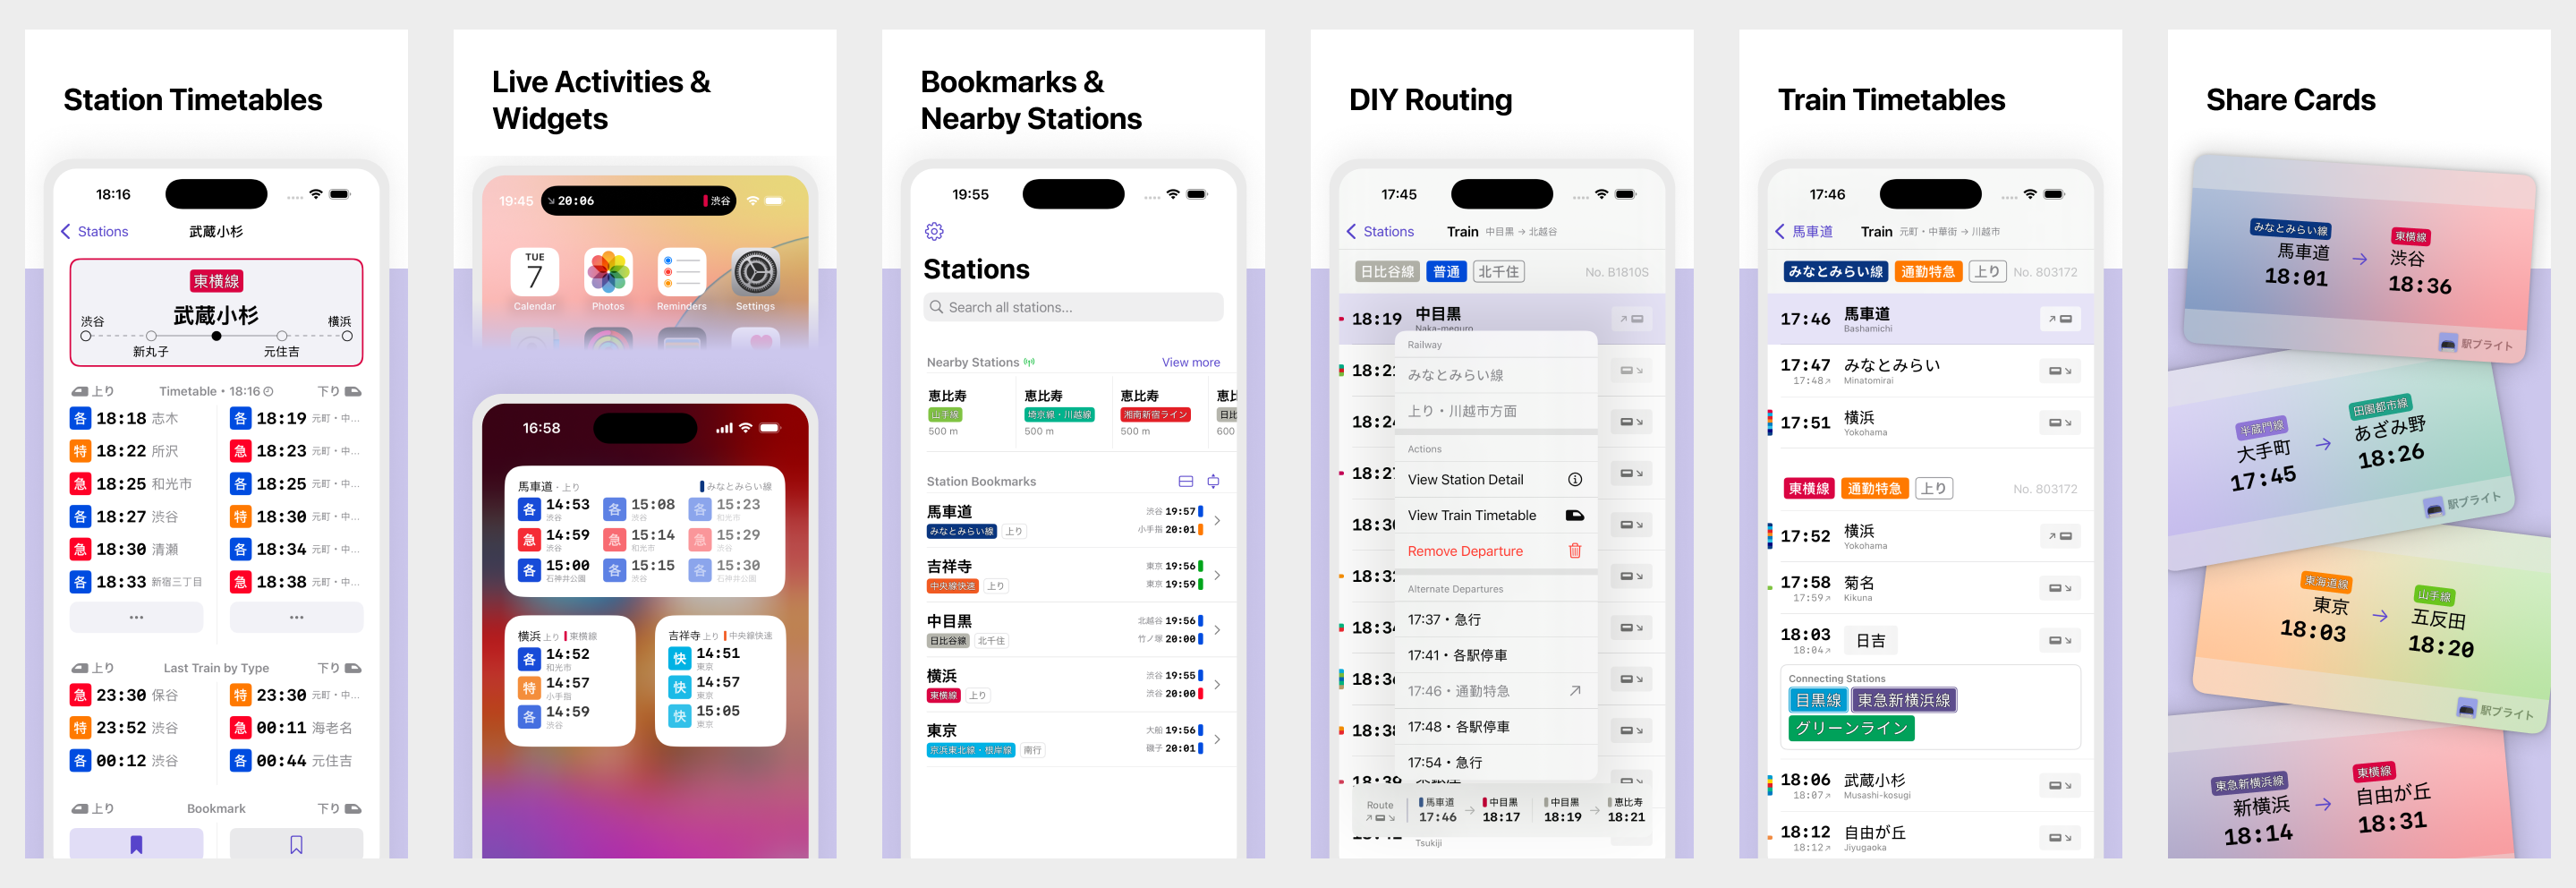 Station Timetables
18:16
Stations
武蔵小杉
東横線
武蔵小杉
渋谷
横浜
新丸子
元住吉
上り
Timetable・18:16
下り
各 18:18 志木
各 18:19 元町・中...
特 18:22 所沢
急 18:23 元町・中...
急 18:25 和光市
各 18:25 元町・中...
各 18:27 渋谷
特 18:30 元町・中...
急 18:30 清瀬
各 18:34 元町・中...
各 18:33 新宿三丁目
急 18:38 元町・中...
...
...
上り
Last Train by Type
下り
急 23:30 保谷
特 23:30 元町・中...
特 23:52 渋谷
急 00:11 海老名
各 00:12 渋谷
各 00:44 元住吉
上り
Bookmark
下り
Live Activities &
Widgets
19:45
20:06
渋谷
TUE
7
Calendar
Photos
Reminders
Settings
16:58
馬車道・上り
みなとみらい線
各 14:53
渋谷
各 15:08
渋谷
各 15:23
和光市
急 14:59
渋谷
急 15:14
和光市
急 15:29
渋谷
各 15:00
石神井公園
各 15:15
渋谷
各 15:30
石神井公園
横浜 上り 東横線
各 14:52
和光市
特 14:57
小手指
各 14:59
渋谷
吉祥寺 上り 中央線快速
快 14:51
東京
快 14:57
東京
快 15:05
東京
Bookmarks &
Nearby Stations
19:55
Stations
Search all stations...
Nearby Stations
View more
恵比寿
山手線
500 m
恵比寿
埼京線・川越線
500 m
恵比寿
湘南新宿ライン
500 m
恵比
日比
600
Station Bookmarks
馬車道
みなとみらい線 上り
渋谷 19:57
小手指 20:01
吉祥寺
中央線快速 上り
東京 19:56
東京 19:59
中目黒
日比谷線 北千住
北越谷 19:56
竹ノ塚 20:00
横浜
東横線 上り
渋谷 19:55
渋谷 20:00
東京
京浜東北線・根岸線 南行
大船 19:56
磯子 20:01
DIY Routing
17:45
Stations
Train 中目黒 → 北越谷
日比谷線 普通 北千住
No. B1810S
18:19 中目黒
Naka-meguro
18:21
18:24
18:27
18:30
18:32
18:34
18:36
18:38
18:39
Railway
みなとみらい線
上り・川越市方面
Actions
View Station Detail
View Train Timetable
Remove Departure
Alternate Departures
17:37・急行
17:41・各駅停車
17:46・通勤特急
17:48・各駅停車
17:54・急行
Route
馬車道
17:46
→
中目黒
18:17
中目黒
18:19
→
恵比寿
18:21
Tsukiji
Train Timetables
17:46
馬車道
Train 元町・中華街 → 川越市
みなとみらい線 通勤特急 上り No. 803172
17:46 馬車道
Bashamichi
17:47 みなとみらい
17:48 Minatomirai
17:51 横浜
Yokohama
東横線 通勤特急 上り
No. 803172
17:52 横浜
Yokohama
17:58 菊名
17:59 Kikuna
18:03 日吉
18:04
Connecting Stations
目黒線 東急新横浜線
グリーンライン
18:06 武蔵小杉
18:07 Musashi-kosugi
18:12 自由が丘
18:12 Jiyugaoka
Share Cards
みなとみらい線
馬車道
18:01
→
東横線
渋谷
18:36
駅ブライト
半蔵門線
大手町
17:45
→
田園都市線
あざみ野
18:26
駅ブライト
東海道線
東京
18:03
→
山手線
五反田
18:20
駅ブライト
東急新横浜線
新横浜
18:14
→
東横線
自由が丘
18:31